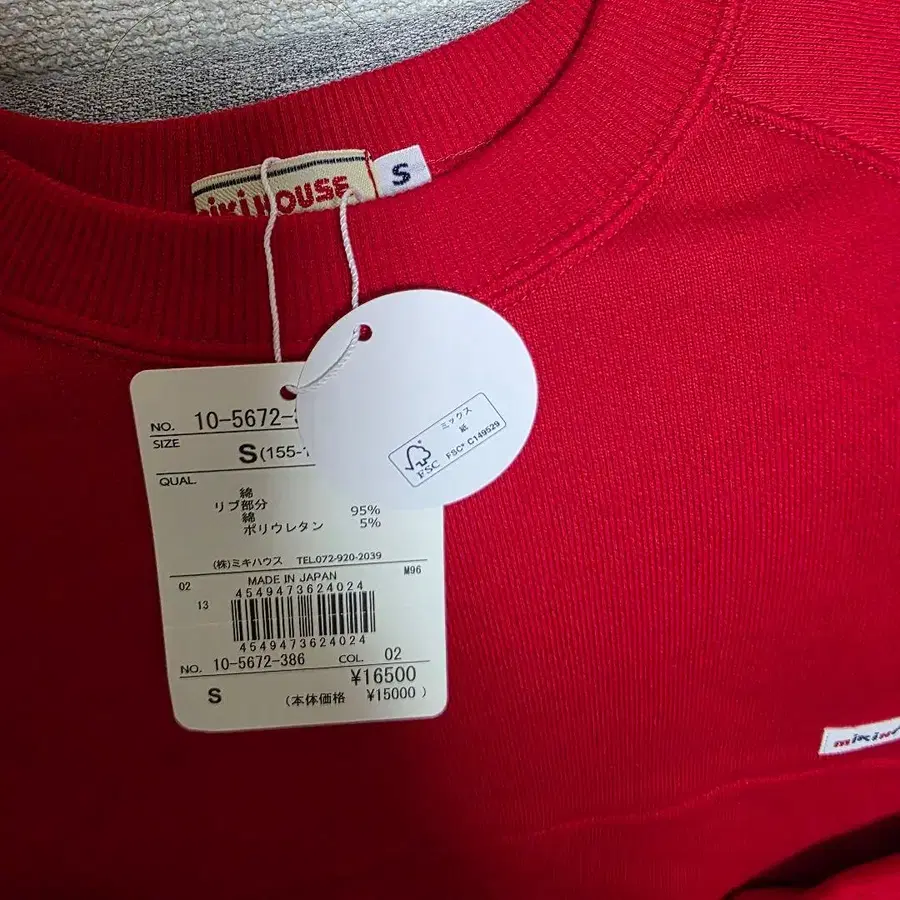 miKiHOUSE
S
ミックス
紙
FSC® C149529
FSC
NO. 10-5672-
SIZE
S(155-1
QUAL.
綿
リブ部分
綿 95%
ポリウレタン 5%
(株)ミキハウス TEL.072-920-2039
02 MADE IN JAPAN M96
4549473624024
13
4549473624024
NO. 10-5672-386 COL. 02
¥16500
S (本体価格 ¥15000 )
miKiH